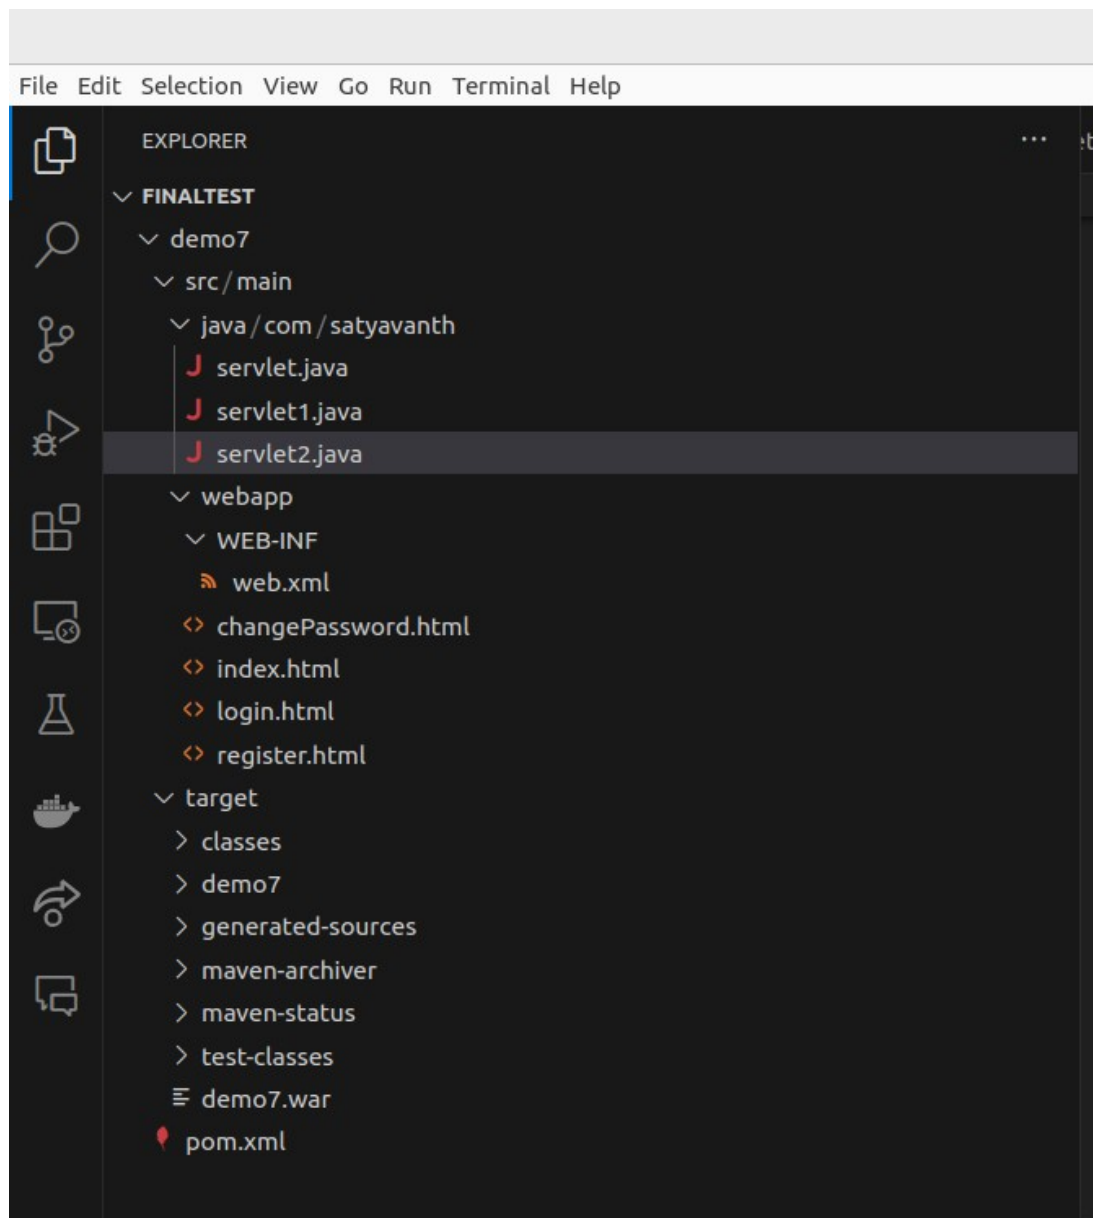 File Edit Selection View Go Run Terminal Help
EXPLORER
FINALTEST
demo7
src/main
java/com/satyavanth
J servlet.java
J servlet1.java
J servlet2.java
webapp
WEB-INF
web.xml
<> changePassword.html
<> index.html
<> login.html
<> register.html
target
classes
demo7
generated-sources
maven-archiver
maven-status
test-classes
demo7.war
pom.xml